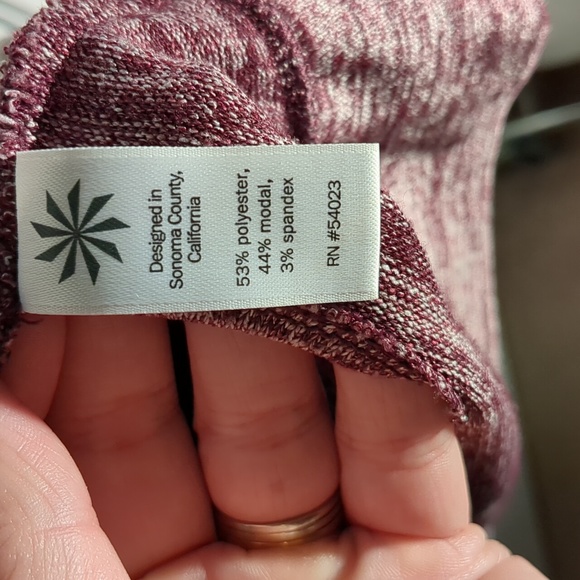 Designed in
Sonoma County,
California
53% polyester,
44% modal,
3% spandex
RN #54023